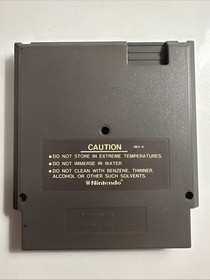 CAUTION
REV-A
•DO NOT STORE IN EXTREME TEMPERATURES.
•DO NOT IMMERSE IN WATER.
•DO NOT CLEAN WITH BENZENE, THINNER,
ALCOHOL OR OTHER SUCH SOLVENTS.
®Nintendo®